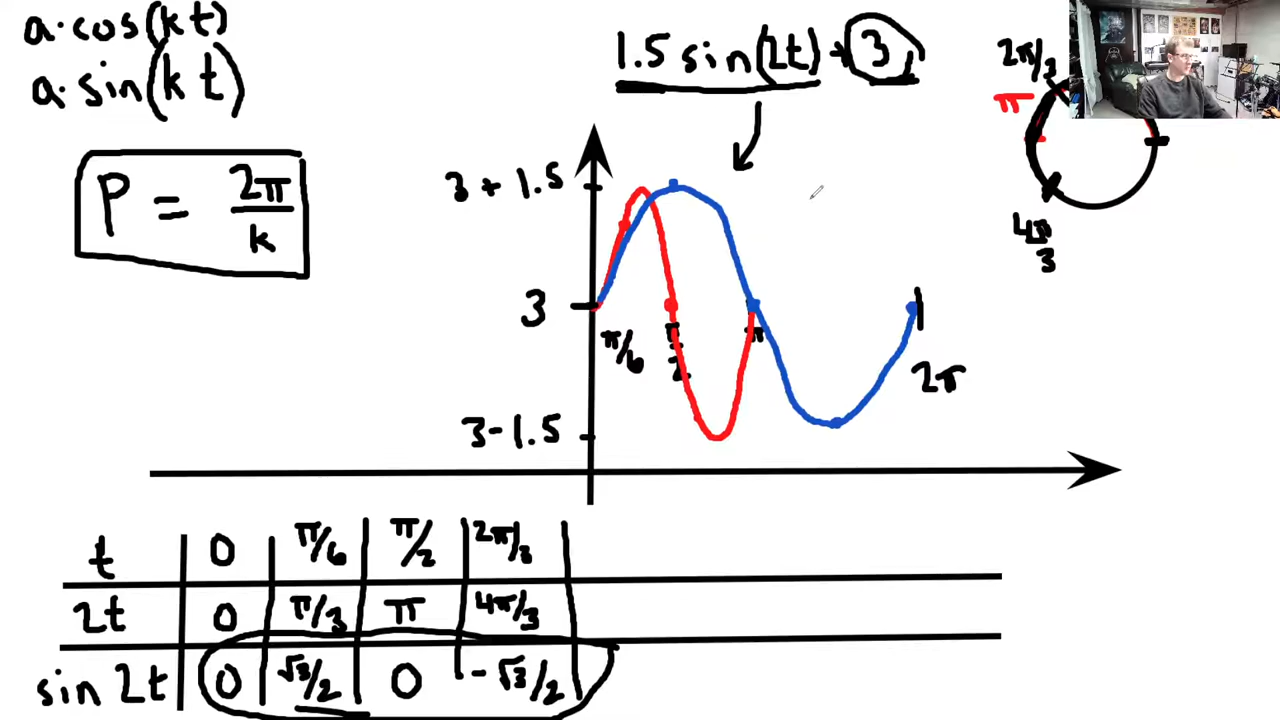 a·cos(kt)
a·sin(kt)
P = 2π/k
1.5 sin(2t) + 3
2π/3
π
4π/3
3 + 1.5
3
3-1.5
π/6
π/2
π
2π
t 0 π/6 π/2 2π/3
2t 0 π/3 π 4π/3
sin 2t 0 √3/2 0 -√3/2